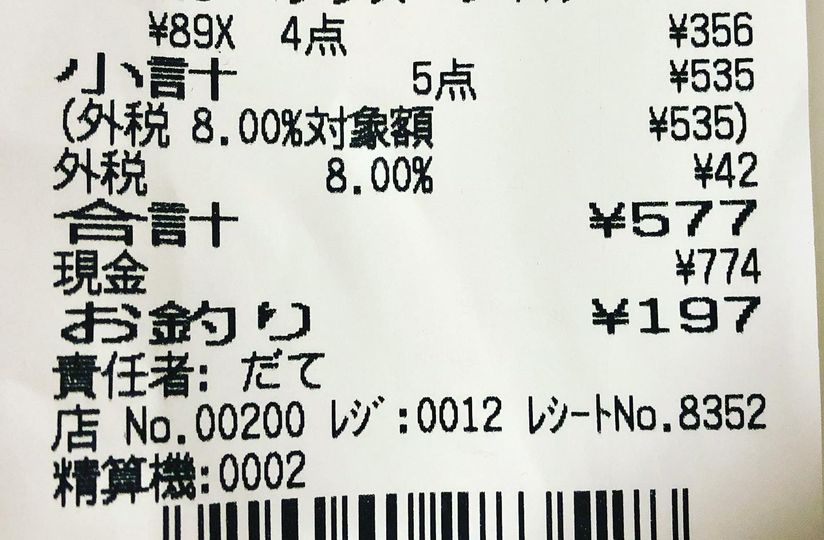 ¥89X 4点 ¥356
小計 5点 ¥535
(外税 8.00%対象額 ¥535)
外税 8.00% ¥42
合計 ¥577
現金 ¥774
お釣り ¥197
責任者: だて
店 No.00200 ﾚｼﾞ:0012 ﾚｼｰﾄNo.8352
精算機:0002